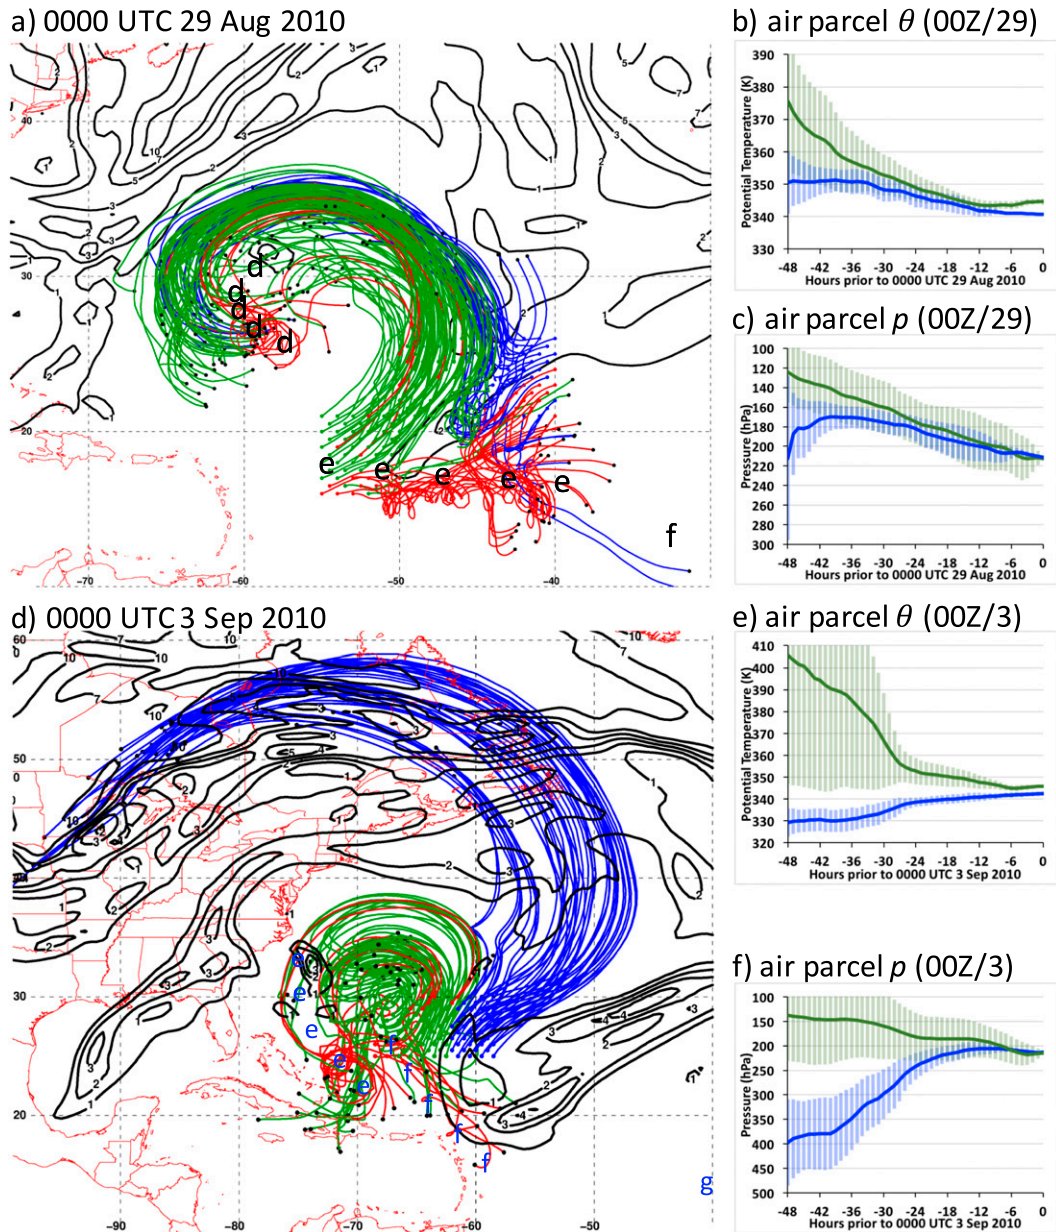 a) 0000 UTC 29 Aug 2010
b) air parcel θ (00Z/29)
Potential Temperature (K)
390
380
370
360
350
340
330
-48 -42 -36 -30 -24 -18 -12 -6 0
Hours prior to 0000 UTC 29 Aug 2010
c) air parcel p (00Z/29)
Pressure (hPa)
100
120
140
160
180
200
220
240
260
280
300
-48 -42 -36 -30 -24 -18 -12 -6 0
Hours prior to 0000 UTC 29 Aug 2010
40
30
20
-70 -60 -50 -40
d
d
d
d
d
e e e e e
f
d) 0000 UTC 3 Sep 2010
e) air parcel θ (00Z/3)
Potential Temperature (K)
410
400
390
380
370
360
350
340
330
320
-48 -42 -36 -30 -24 -18 -12 -6 0
Hours prior to 0000 UTC 3 Sep 2010
f) air parcel p (00Z/3)
Pressure (hPa)
100
150
200
250
300
350
400
450
500
-48 -42 -36 -30 -24 -18 -12 -6 0
Hours prior to 0000 UTC 3 Sep 2010
60
50
30
20
-90 -80 -70 -60 -50
e
e
e
e
e
f
f
f
f
f
g